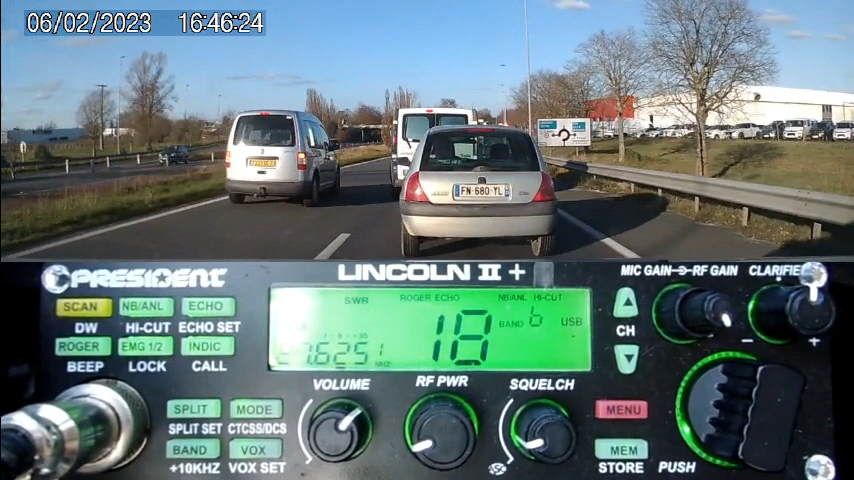 06/02/2023 16:46:24
FN-680-YL
PRESIDENT
LINCOLN II +
MIC GAIN RF GAIN CLARIFIER
SCAN NB/ANL ECHO
DW HI-CUT ECHO SET
ROGER EMG 1/2 INDIC
BEEP LOCK CALL
SWR ROGER ECHO NB/ANL HI-CUT
18 BAND b USB
27.6251 MHZ
CH
- +
VOLUME RF PWR SQUELCH
SPLIT MODE
SPLIT SET CTCSS/DCS
BAND VOX
+10KHZ VOX SET
MENU
MEM
STORE PUSH